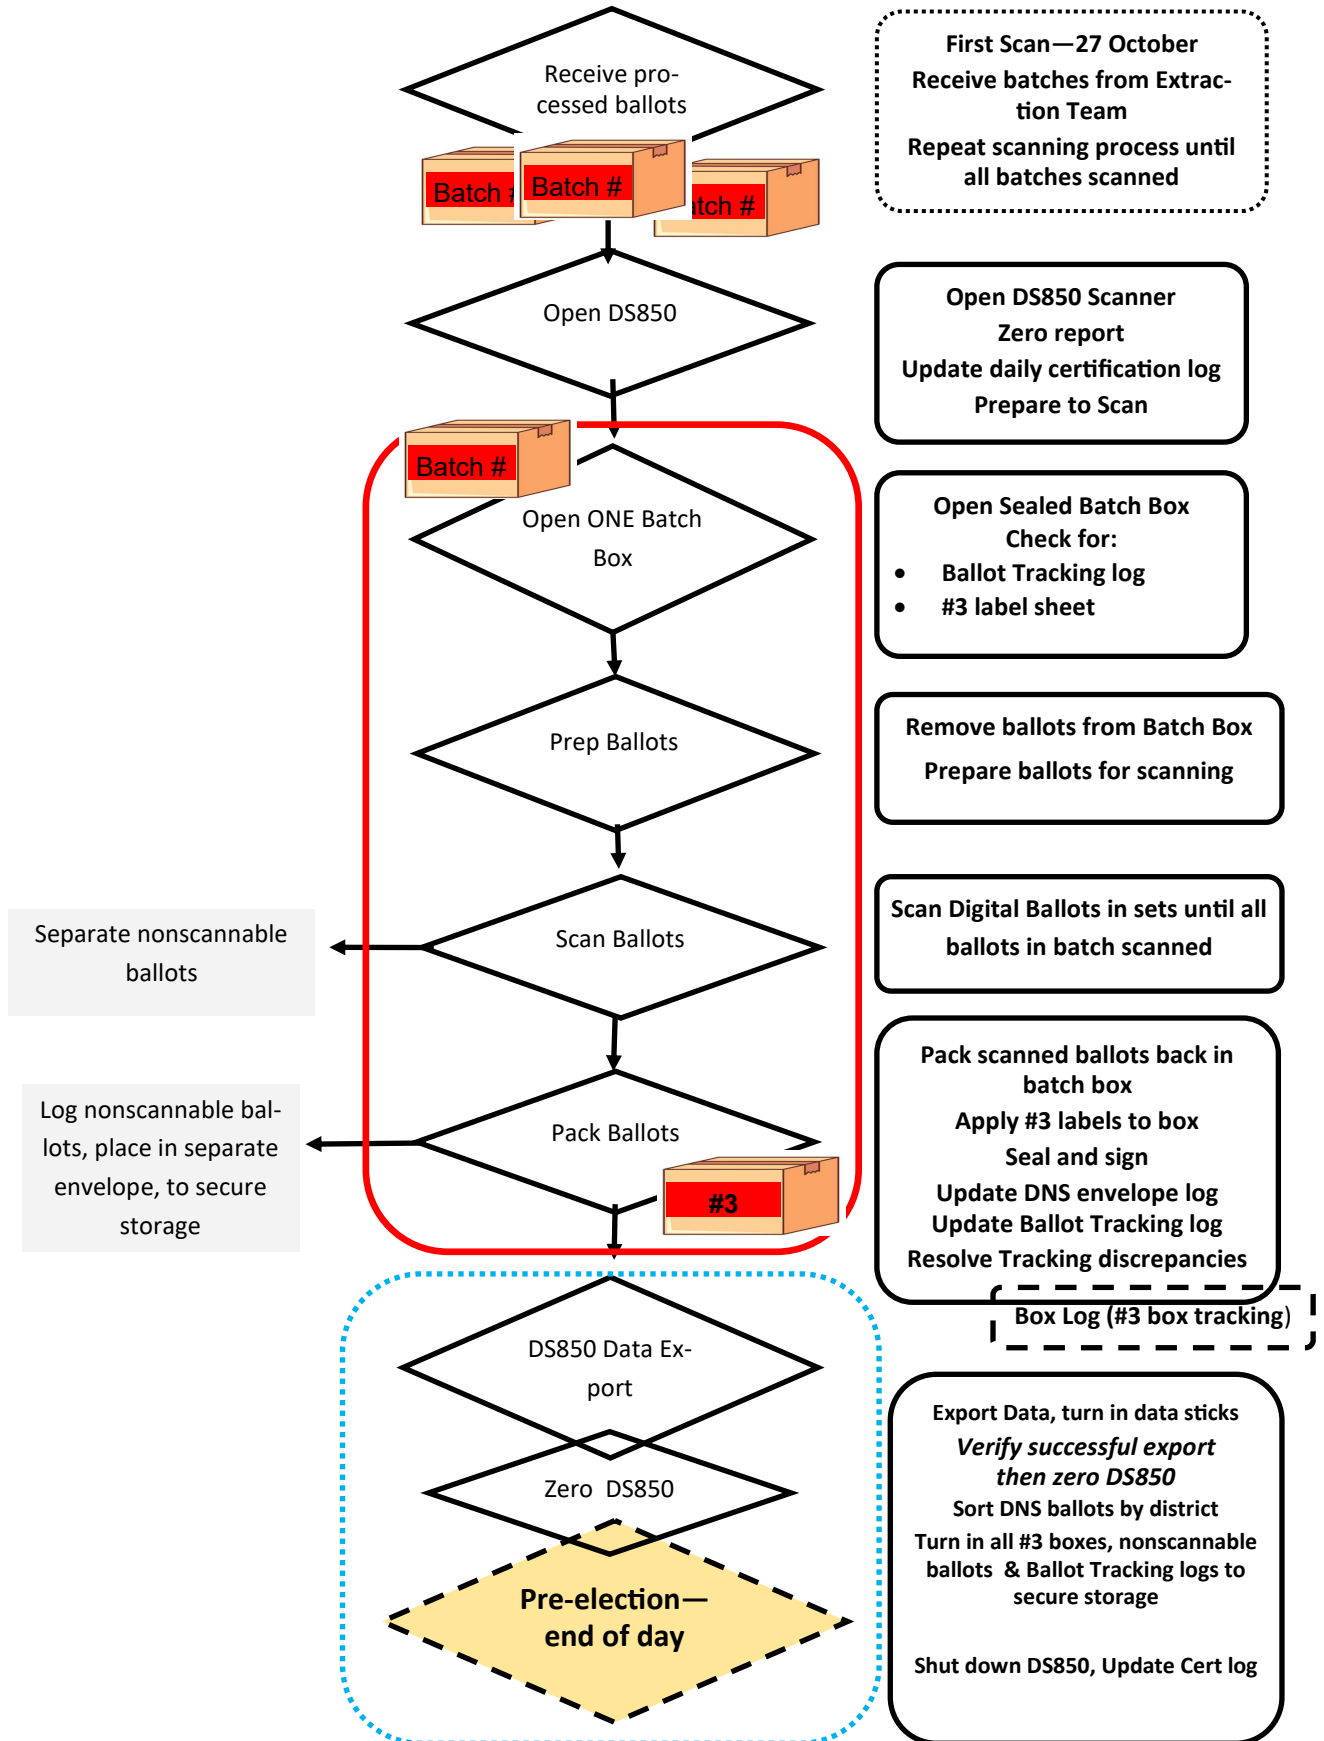 Receive pro-
cessed ballots
First Scan—27 October
Receive batches from Extrac-
tion Team
Repeat scanning process until
all batches scanned
Batch #
Batch #
atch #
Open DS850
Open DS850 Scanner
Zero report
Update daily certification log
Prepare to Scan
Batch #
Open ONE Batch
Box
Open Sealed Batch Box
Check for:
• Ballot Tracking log
• #3 label sheet
Prep Ballots
Remove ballots from Batch Box
Prepare ballots for scanning
Scan Ballots
Separate nonscannable
ballots
Scan Digital Ballots in sets until all
ballots in batch scanned
Pack Ballots
#3
Log nonscannable bal-
lots, place in separate
envelope, to secure
storage
Pack scanned ballots back in
batch box
Apply #3 labels to box
Seal and sign
Update DNS envelope log
Update Ballot Tracking log
Resolve Tracking discrepancies
Box Log (#3 box tracking)
DS850 Data Ex-
port
Zero DS850
Pre-election—
end of day
Export Data, turn in data sticks
Verify successful export
then zero DS850
Sort DNS ballots by district
Turn in all #3 boxes, nonscannable
ballots & Ballot Tracking logs to
secure storage
Shut down DS850, Update Cert log